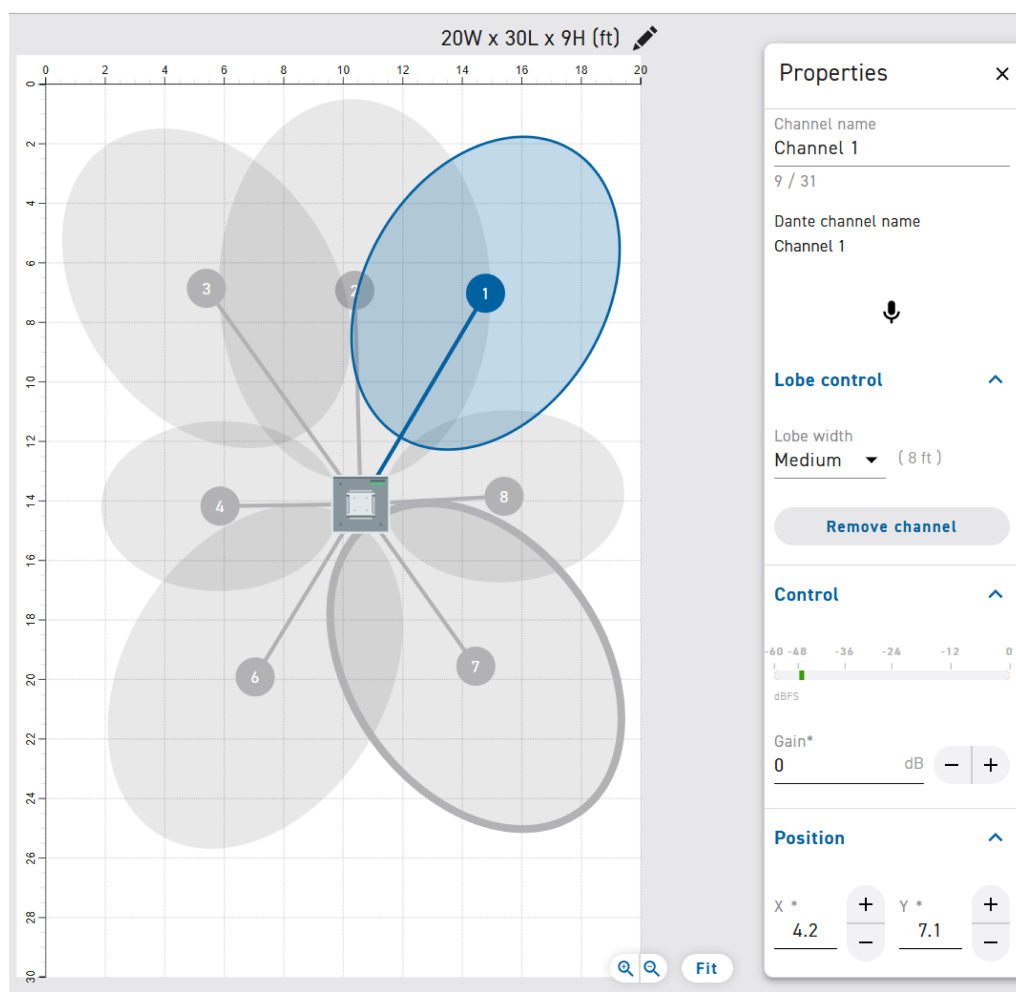 20W x 30L x 9H (ft)
0 2 4 6 8 10 12 14 16 18 20
0
2
4
6
8
10
12
14
16
18
20
22
24
26
28
30
3
2
1
4
8
6
7
Fit
Properties
Channel name
Channel 1
9 / 31
Dante channel name
Channel 1
Lobe control
Lobe width
Medium ( 8 ft )
Remove channel
Control
-60 -48 -36 -24 -12 0
dBFS
Gain*
0 dB
Position
X * Y *
4.2 7.1